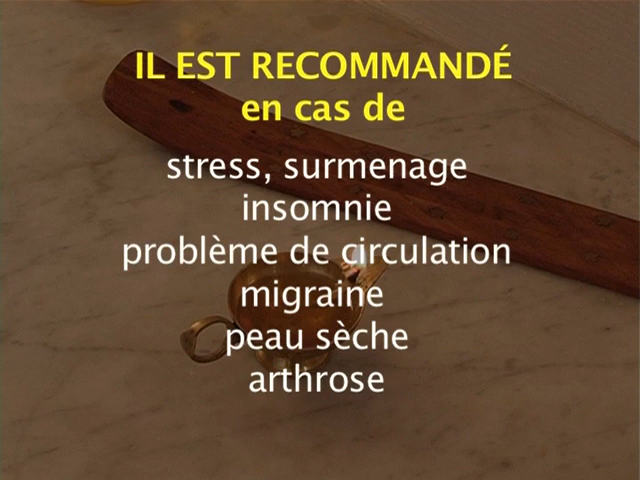 IL EST RECOMMANDÉ
en cas de
stress, surmenage
insomnie
problème de circulation
migraine
peau sèche
arthrose